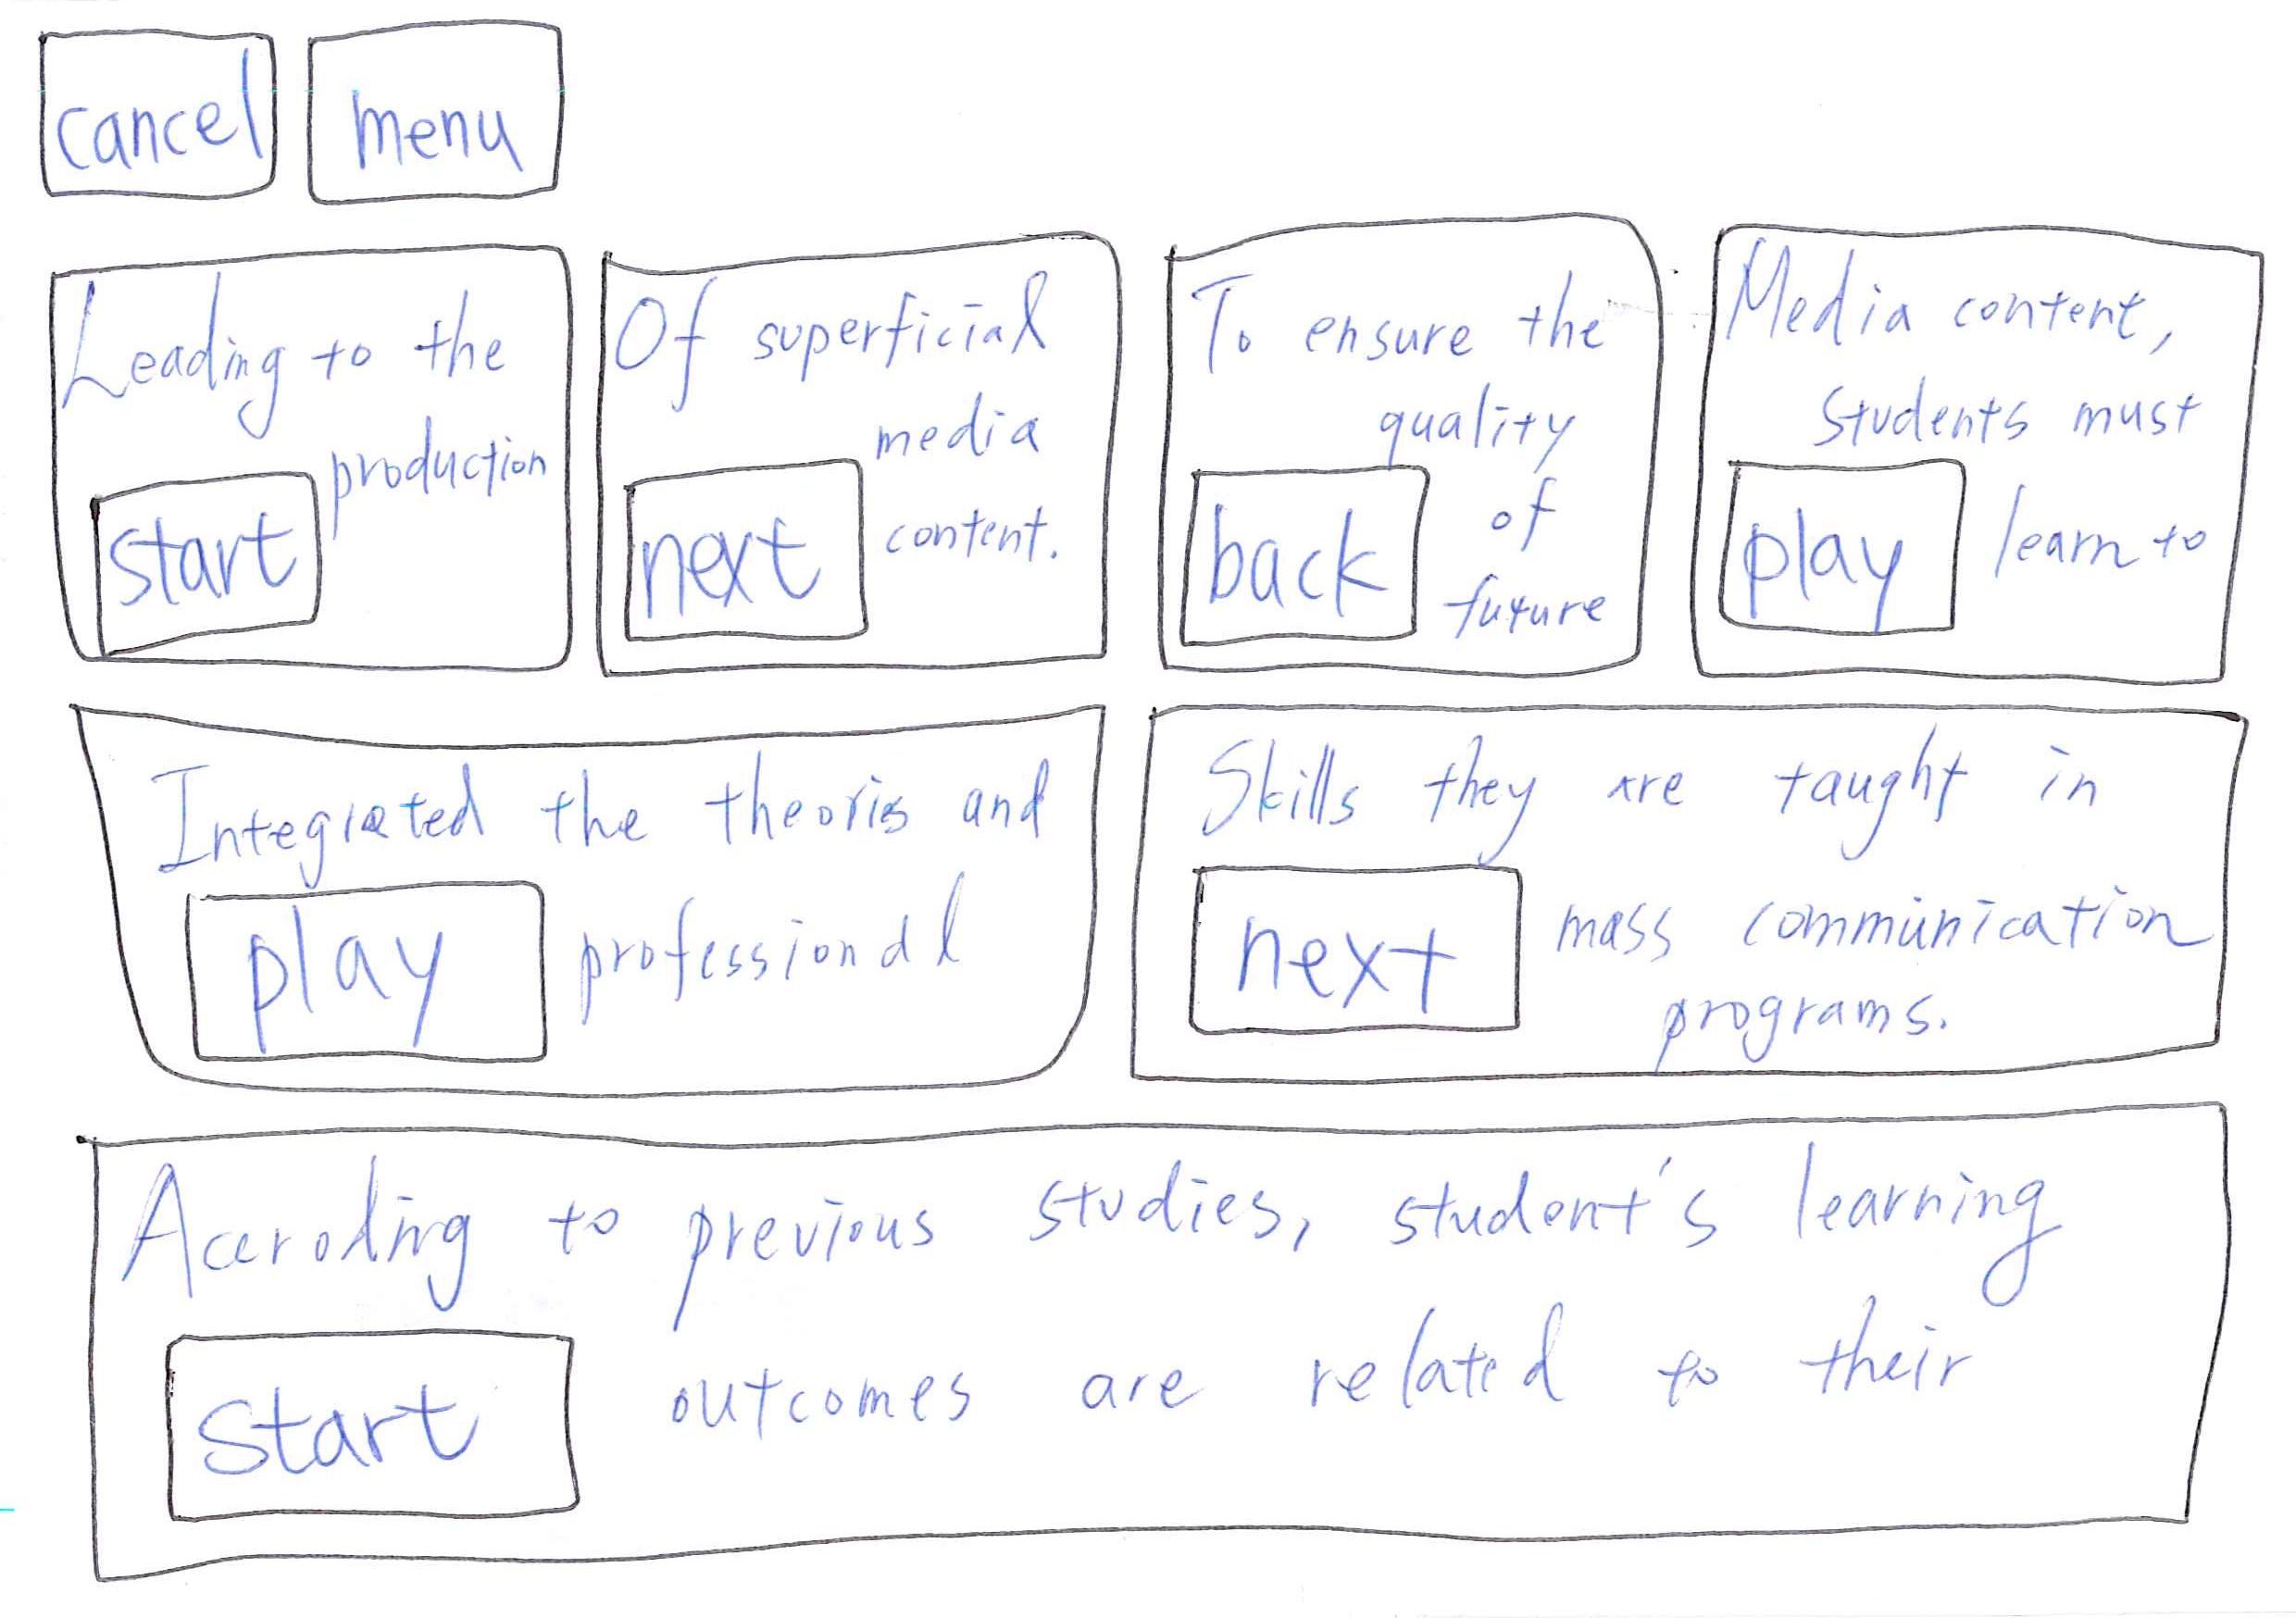 cancel
menu
Leading to the
production
start
Of superficial
media
content.
next
To ensure the
quality
of
future
back
Media content,
students must
learn to
play
Integrated the theories and
professional
play
Skills they are taught in
mass communication
programs.
next
Acceroding to previous studies, student's learning
outcomes are related to their
start